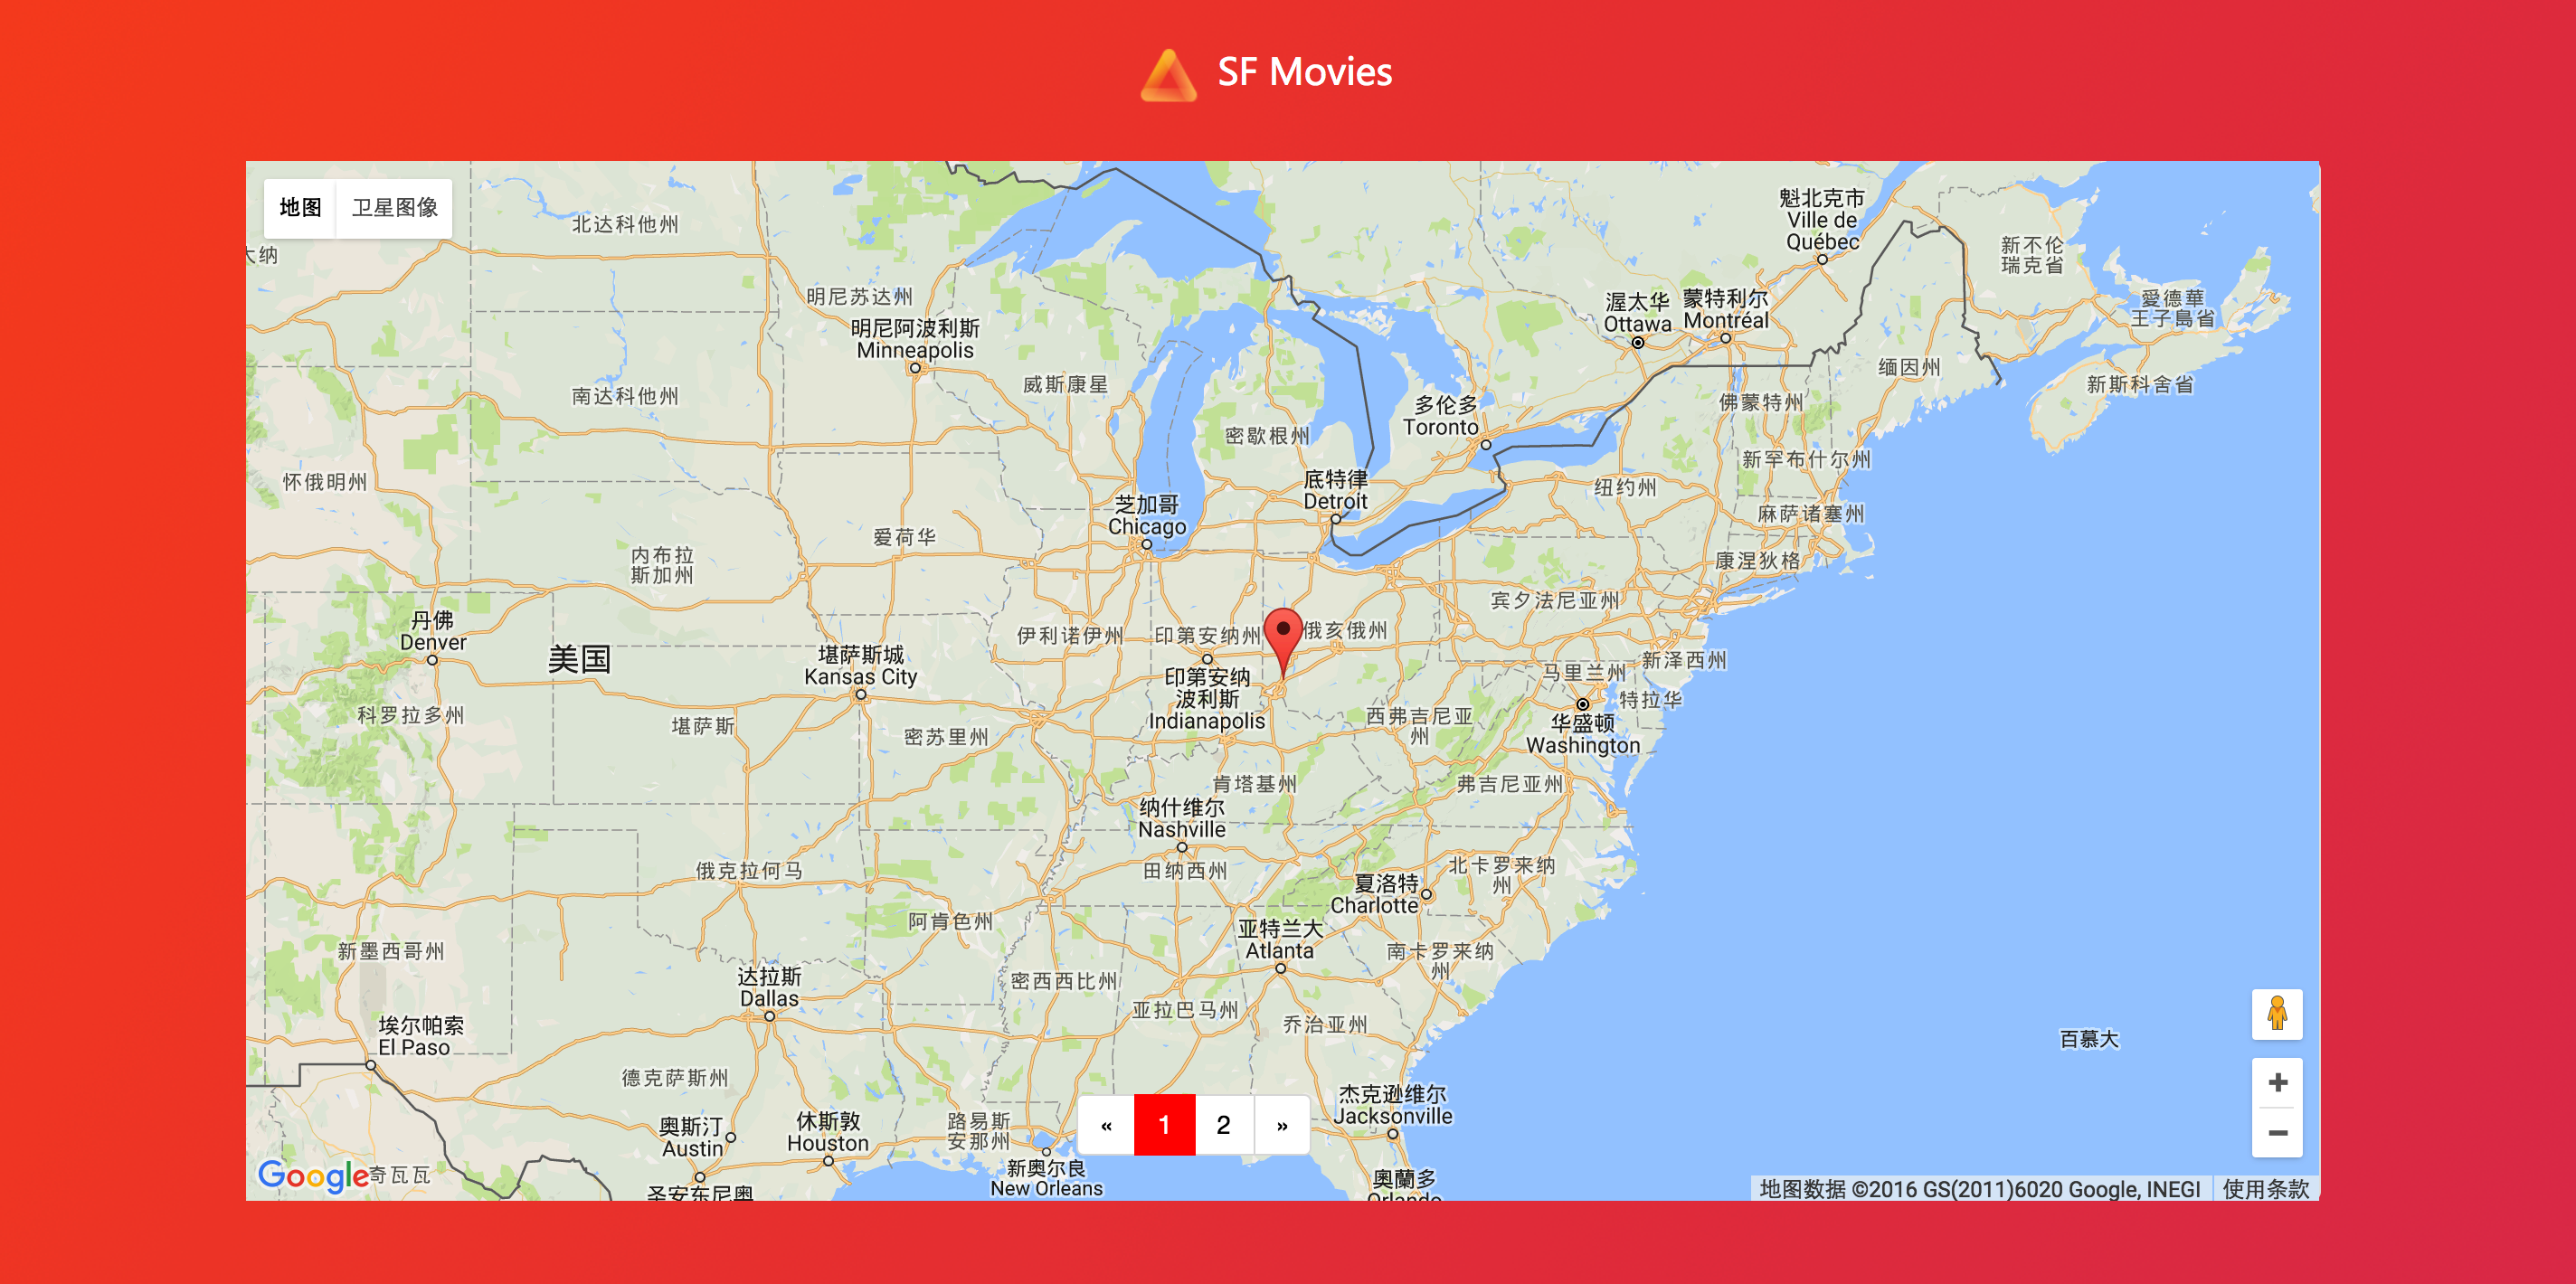 SF Movies
地图 卫星图像
魁北克市
Ville de
Québec
北达科他州
新不伦
瑞克省
大纳
明尼苏达州
渥太华
Ottawa
蒙特利尔
Montréal
愛德華
王子島省
明尼阿波利斯
Minneapolis
缅因州
威斯康星
新斯科舍省
南达科他州
佛蒙特州
多伦多
Toronto
密歇根州
新罕布什尔州
怀俄明州
底特律
Detroit
纽约州
芝加哥
Chicago
麻萨诸塞州
爱荷华
内布拉
斯加州
康涅狄格
宾夕法尼亚州
丹佛
Denver
伊利诺伊州
印第安纳州
俄亥俄州
美国
堪萨斯城
Kansas City
新泽西州
马里兰州
印第安纳
波利斯
Indianapolis
特拉华
科罗拉多州
堪萨斯
西弗吉尼亚
州
华盛顿
Washington
密苏里州
肯塔基州
弗吉尼亚州
纳什维尔
Nashville
俄克拉何马
田纳西州
北卡罗来纳
州
夏洛特
Charlotte
阿肯色州
亚特兰大
Atlanta
新墨西哥州
南卡罗来纳
州
达拉斯
Dallas
密西西比州
亚拉巴马州
乔治亚州
埃尔帕索
El Paso
百慕大
德克萨斯州
杰克逊维尔
Jacksonville
奥斯汀
Austin
休斯敦
Houston
路易斯
安那州
« 1 2 »
新奥尔良
New Orleans
Google
奇瓦瓦
圣安东尼奥
奥蘭多
Orlando
地图数据 ©2016 GS(2011)6020 Google, INEGI 使用条款